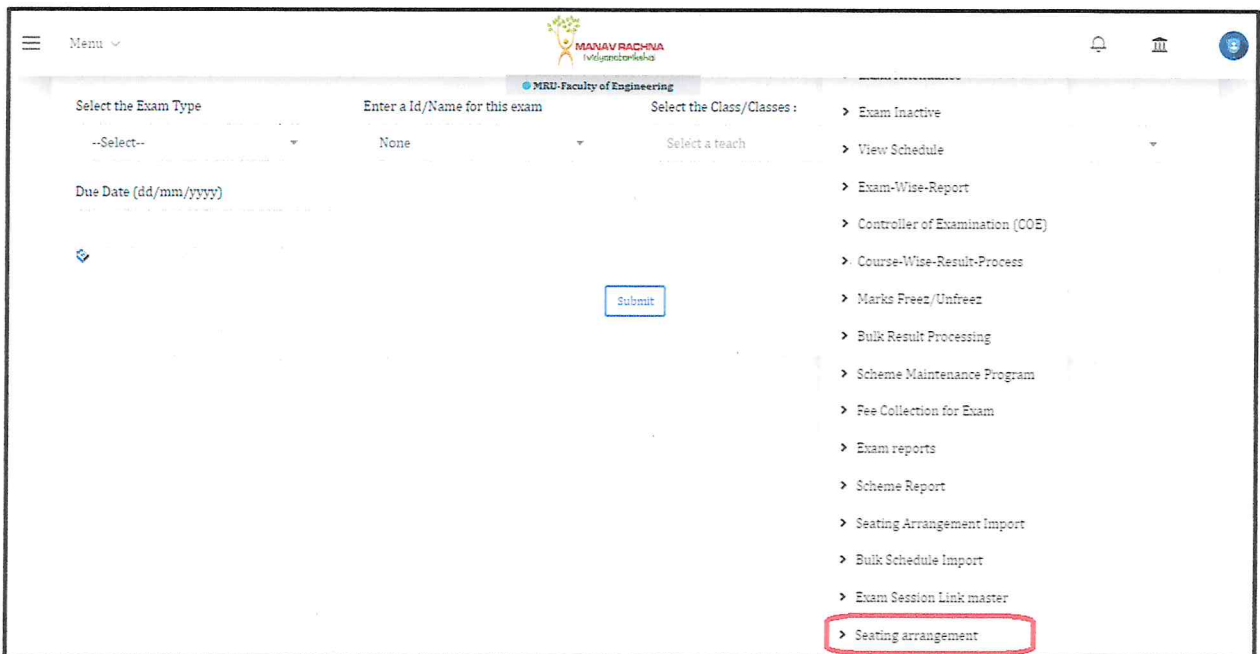 Menu
MANAV RACHNA
vidyanatariksha
MRU-Faculty of Engineering
Select the Exam Type
Enter a Id/Name for this exam
Select the Class/Classes :
--Select--
None
Select a teach
Due Date (dd/mm/yyyy)
Submit
Exam Attendance
Exam Inactive
View Schedule
Exam-Wise-Report
Controller of Examination (COE)
Course-Wise-Result-Process
Marks Freez/Unfreez
Bulk Result Processing
Scheme Maintenance Program
Fee Collection for Exam
Exam reports
Scheme Report
Seating Arrangement Import
Bulk Schedule Import
Exam Session Link master
Seating arrangement